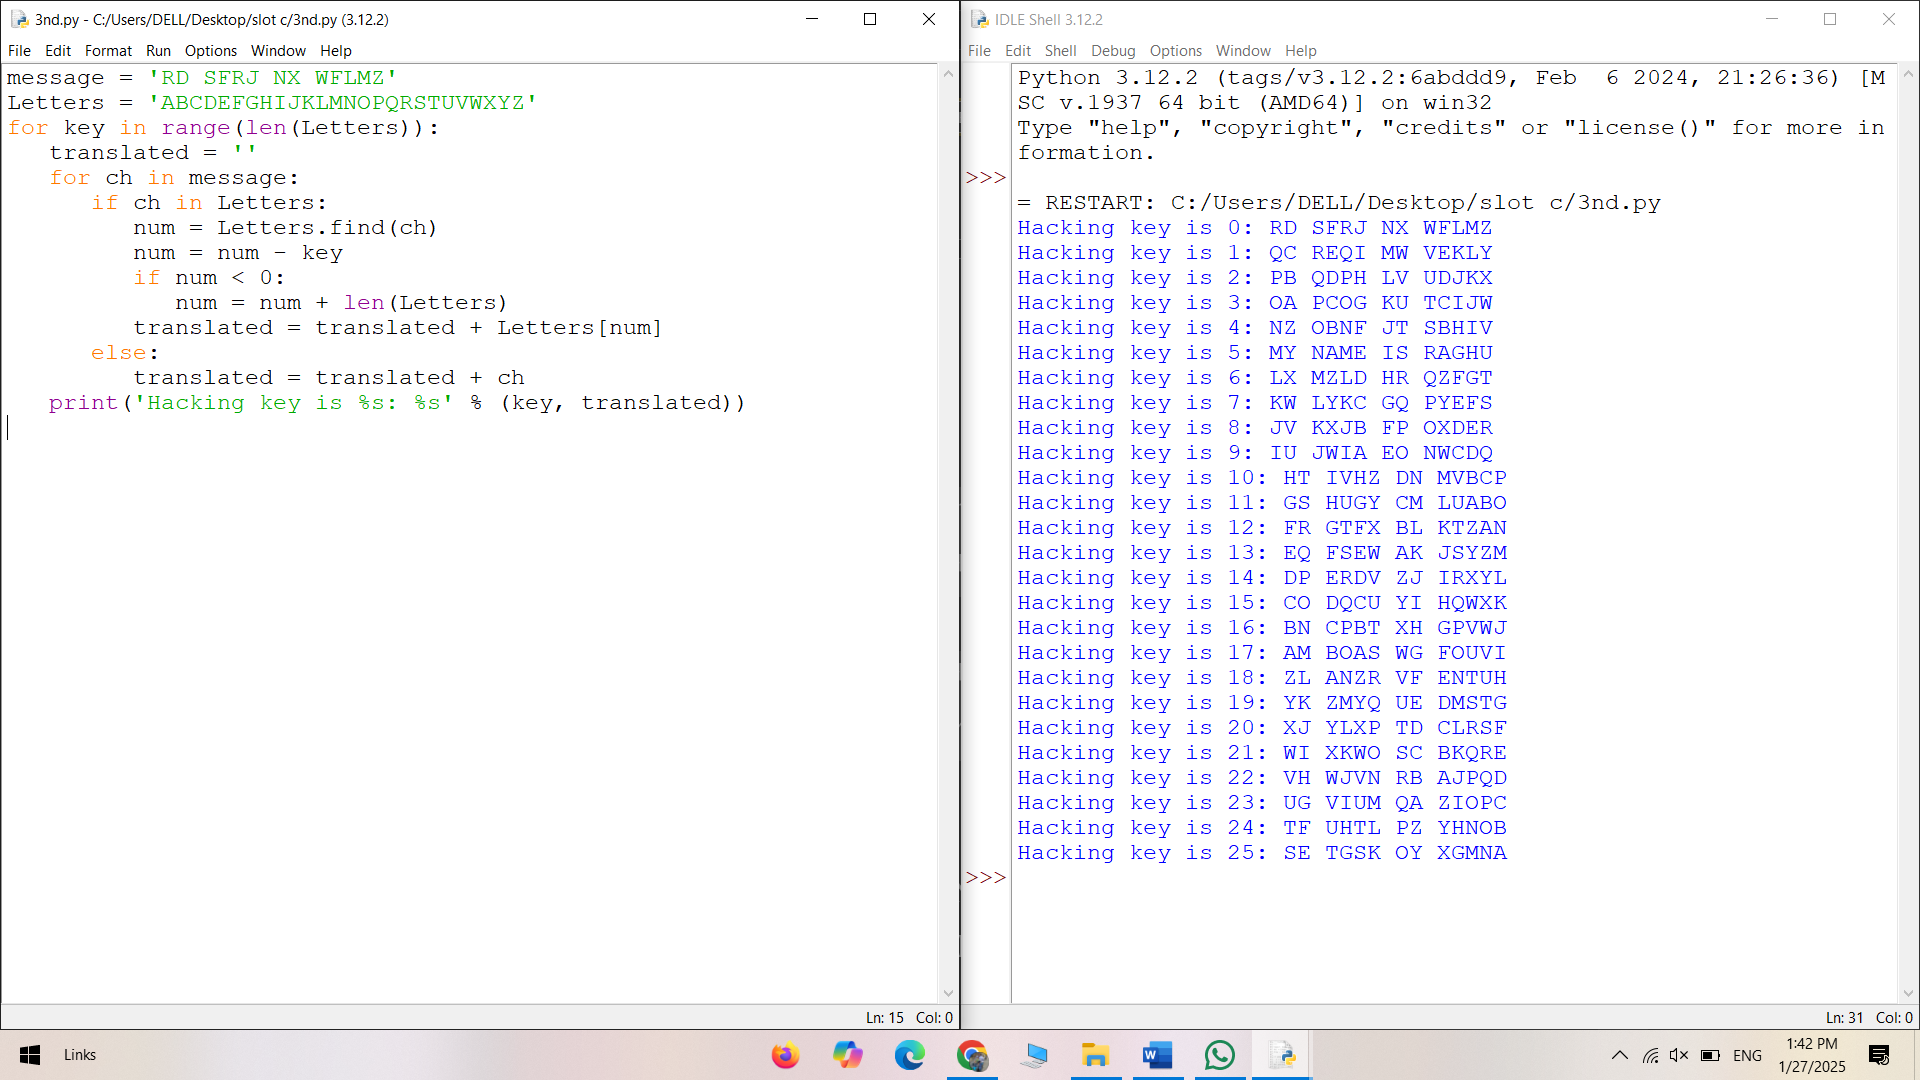 3nd.py - C:/Users/DELL/Desktop/slot c/3nd.py (3.12.2)
File Edit Format Run Options Window Help
message = 'RD SFRJ NX WFLMZ'
Letters = 'ABCDEFGHIJKLMNOPQRSTUVWXYZ'
for key in range(len(Letters)):
   translated = ''
   for ch in message:
      if ch in Letters:
         num = Letters.find(ch)
         num = num - key
         if num < 0:
            num = num + len(Letters)
         translated = translated + Letters[num]
      else:
         translated = translated + ch
   print('Hacking key is %s: %s' % (key, translated))
Ln: 15 Col: 0
IDLE Shell 3.12.2
File Edit Shell Debug Options Window Help
Python 3.12.2 (tags/v3.12.2:6abddd9, Feb  6 2024, 21:26:36) [M
SC v.1937 64 bit (AMD64)] on win32
Type "help", "copyright", "credits" or "license()" for more in
formation.
>>>
= RESTART: C:/Users/DELL/Desktop/slot c/3nd.py
Hacking key is 0: RD SFRJ NX WFLMZ
Hacking key is 1: QC REQI MW VEKLY
Hacking key is 2: PB QDPH LV UDJKX
Hacking key is 3: OA PCOG KU TCIJW
Hacking key is 4: NZ OBNF JT SBHIV
Hacking key is 5: MY NAME IS RAGHU
Hacking key is 6: LX MZLD HR QZFGT
Hacking key is 7: KW LYKC GQ PYEFS
Hacking key is 8: JV KXJB FP OXDER
Hacking key is 9: IU JWIA EO NWCDQ
Hacking key is 10: HT IVHZ DN MVBCP
Hacking key is 11: GS HUGY CM LUABO
Hacking key is 12: FR GTFX BL KTZAN
Hacking key is 13: EQ FSEW AK JSYZM
Hacking key is 14: DP ERDV ZJ IRXYL
Hacking key is 15: CO DQCU YI HQWXK
Hacking key is 16: BN CPBT XH GPVWJ
Hacking key is 17: AM BOAS WG FOUVI
Hacking key is 18: ZL ANZR VF ENTUH
Hacking key is 19: YK ZMYQ UE DMSTG
Hacking key is 20: XJ YLXP TD CLRSF
Hacking key is 21: WI XKWO SC BKQRE
Hacking key is 22: VH WJVN RB AJPQD
Hacking key is 23: UG VIUM QA ZIOPC
Hacking key is 24: TF UHTL PZ YHNOB
Hacking key is 25: SE TGSK OY XGMNA
>>>
Ln: 31 Col: 0
Links
ENG
1:42 PM
1/27/2025